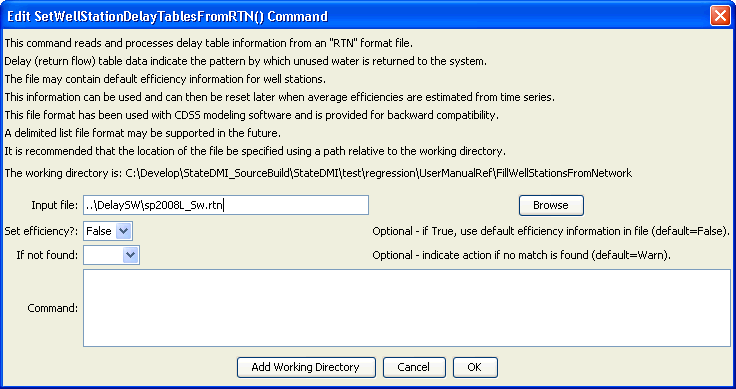 Edit SetWellStationDelayTablesFromRTN() Command
This command reads and processes delay table information from an "RTN" format file.
Delay (return flow) table data indicate the pattern by which unused water is returned to the system.
The file may contain default efficiency information for well stations.
This information can be used and can then be reset later when average efficiencies are estimated from time series.
This file format has been used with CDSS modeling software and is provided for backward compatibility.
A delimited list file format may be supported in the future.
It is recommended that the location of the file be specified using a path relative to the working directory.
The working directory is: C:\Develop\StateDMI_SourceBuild\StateDMI\test\regression\UserManualRef\FillWellStationsFromNetwork
Input file: ..\DelaySW\sp2008L_Sw.rtn Browse
Set efficiency?: False Optional - if True, use default efficiency information in file (default=False).
If not found: Optional - indicate action if no match is found (default=Warn).
Command:
Add Working Directory Cancel OK